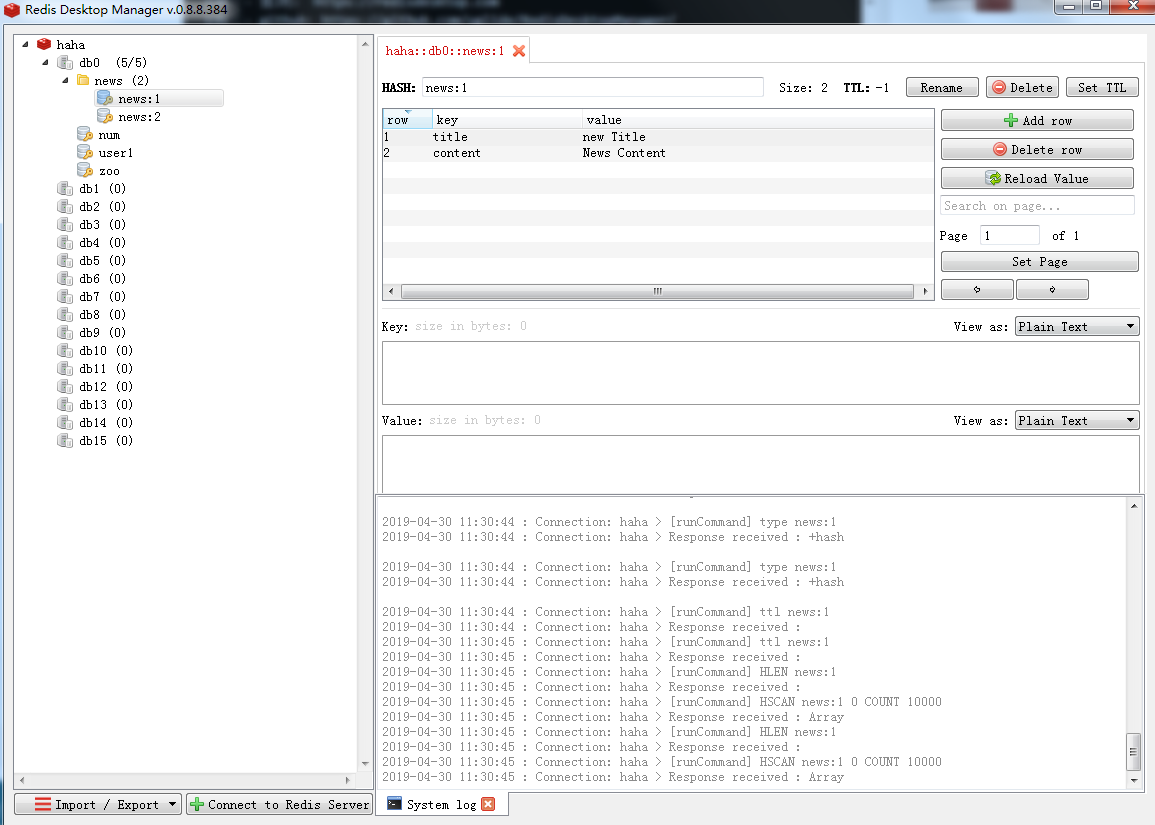 Redis Desktop Manager v.0.8.8.384
haha
db0 (5/5)
news (2)
news:1
news:2
num
user1
zoo
db1 (0)
db2 (0)
db3 (0)
db4 (0)
db5 (0)
db6 (0)
db7 (0)
db8 (0)
db9 (0)
db10 (0)
db11 (0)
db12 (0)
db13 (0)
db14 (0)
db15 (0)
Import / Export
Connect to Redis Server
haha::db0::news:1
HASH: news:1 Size: 2 TTL: -1 Rename Delete Set TTL
row key value
1 title new Title
2 content News Content
Add row
Delete row
Reload Value
Search on page...
Page 1 of 1
Set Page
Key: size in bytes: 0 View as: Plain Text
Value: size in bytes: 0 View as: Plain Text
2019-04-30 11:30:44 : Connection: haha > [runCommand] type news:1
2019-04-30 11:30:44 : Connection: haha > Response received : +hash
2019-04-30 11:30:44 : Connection: haha > [runCommand] type news:1
2019-04-30 11:30:44 : Connection: haha > Response received : +hash
2019-04-30 11:30:44 : Connection: haha > [runCommand] ttl news:1
2019-04-30 11:30:44 : Connection: haha > Response received :
2019-04-30 11:30:45 : Connection: haha > [runCommand] ttl news:1
2019-04-30 11:30:45 : Connection: haha > Response received :
2019-04-30 11:30:45 : Connection: haha > [runCommand] HLEN news:1
2019-04-30 11:30:45 : Connection: haha > Response received :
2019-04-30 11:30:45 : Connection: haha > [runCommand] HSCAN news:1 0 COUNT 10000
2019-04-30 11:30:45 : Connection: haha > Response received : Array
2019-04-30 11:30:45 : Connection: haha > [runCommand] HLEN news:1
2019-04-30 11:30:45 : Connection: haha > Response received :
2019-04-30 11:30:45 : Connection: haha > [runCommand] HSCAN news:1 0 COUNT 10000
2019-04-30 11:30:45 : Connection: haha > Response received : Array
System log